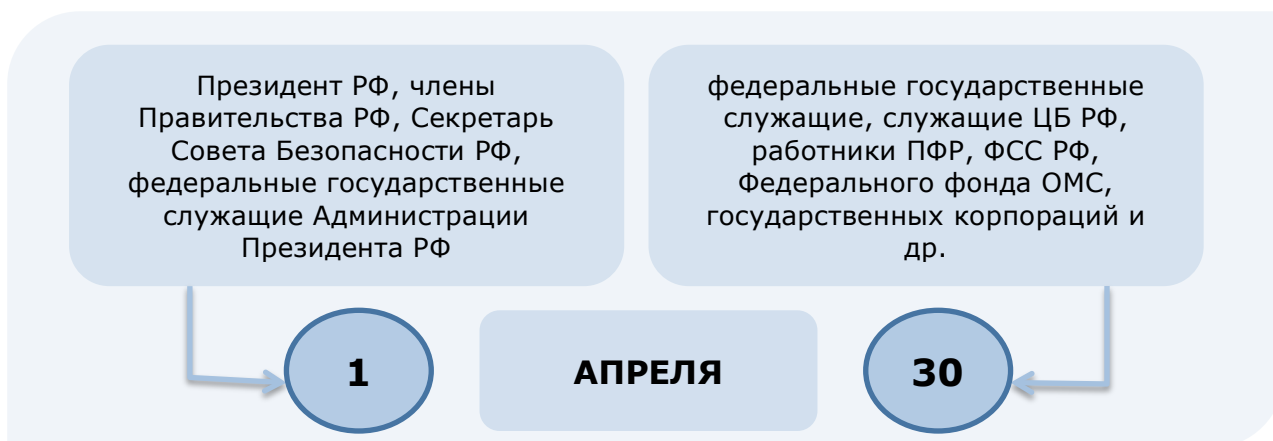 Президент РФ, члены
Правительства РФ, Секретарь
Совета Безопасности РФ,
федеральные государственные
служащие Администрации
Президента РФ
федеральные государственные
служащие, служащие ЦБ РФ,
работники ПФР, ФСС РФ,
Федерального фонда ОМС,
государственных корпораций и
др.
1
АПРЕЛЯ
30